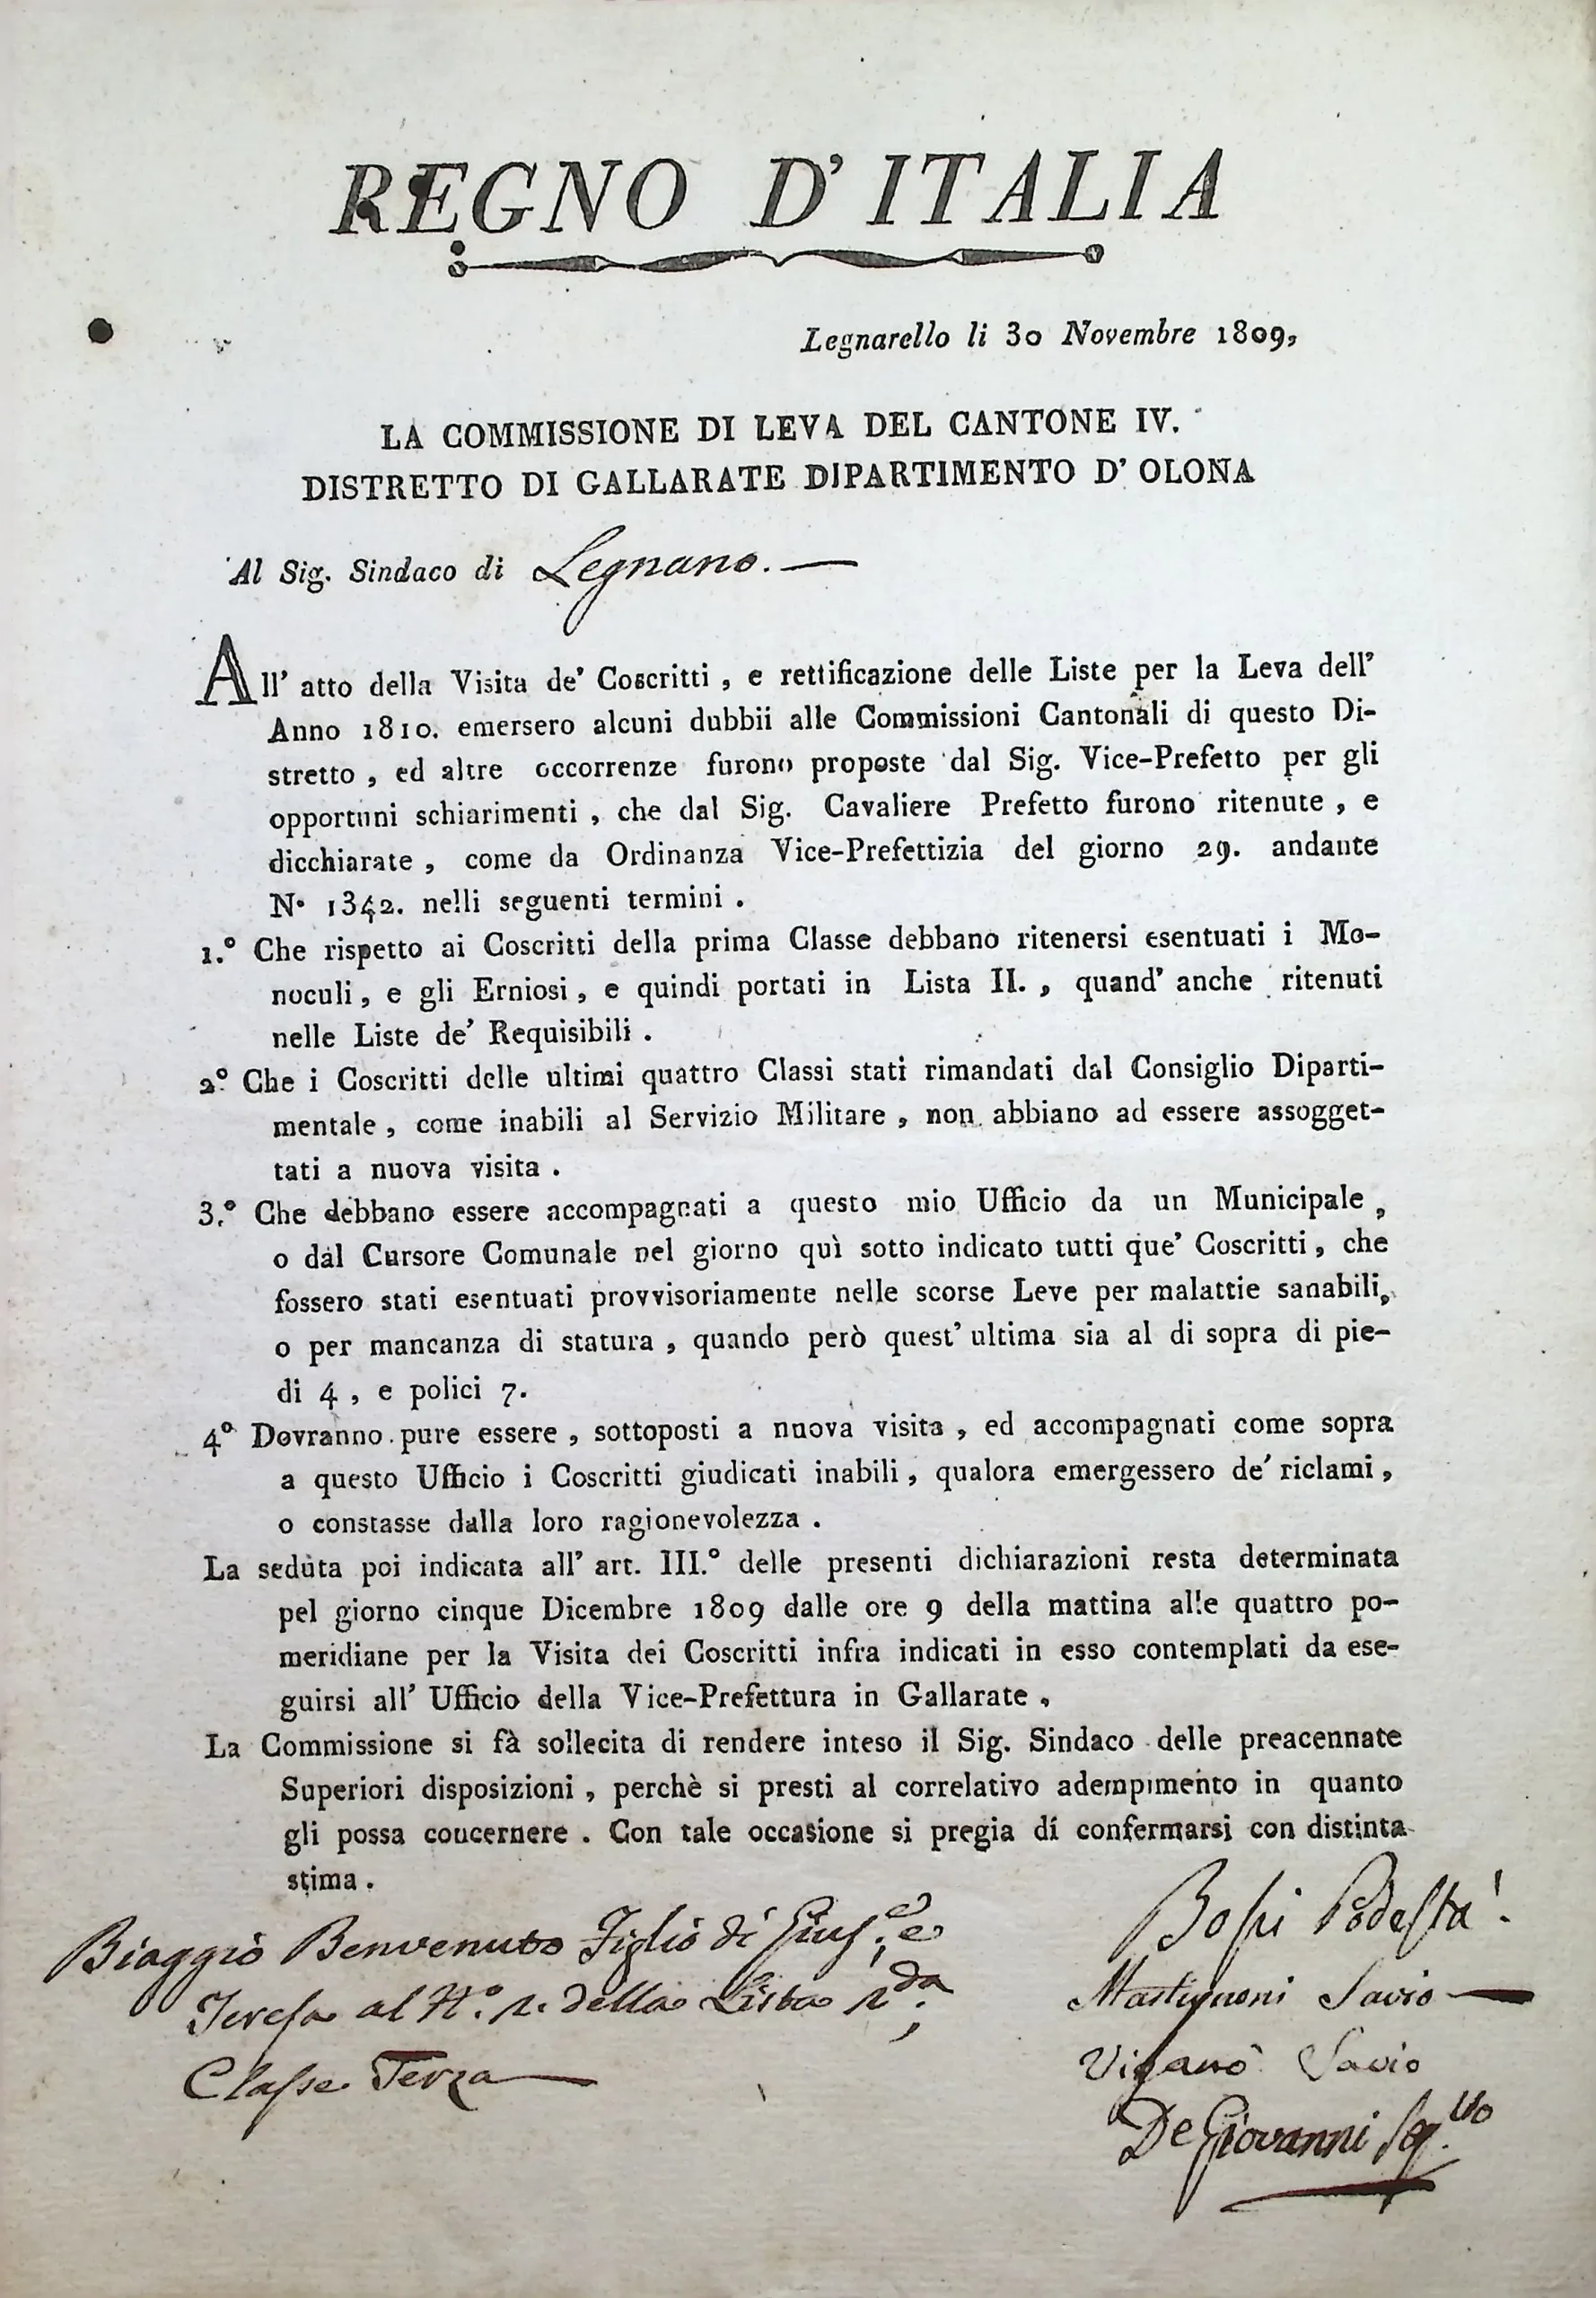 REGNO D' ITALIA
Legnarello li 30 Novembre 1809,
LA COMMISSIONE DI LEVA DEL CANTONE IV.
DISTRETTO DI GALLARATE DIPARTIMENTO D' OLONA
Al Sig. Sindaco di Legnano. —
All' atto della Visita de' Coscritti, e rettificazione delle Liste per la Leva dell'
Anno 1810. emersero alcuni dubbii alle Commissioni Cantonali di questo Di-
stretto, ed altre occorrenze furono proposte dal Sig. Vice-Prefetto per gli
opportuni schiarimenti, che dal Sig. Cavaliere Prefetto furono ritenute, e
dicchiarate, come da Ordinanza Vice-Prefettizia del giorno 29. andante
N.° 1342. nelli seguenti termini.
1.° Che rispetto ai Coscritti della prima Classe debbano ritenersi esentuati i Mo-
noculi, e gli Erniosi, e quindi portati in Lista II., quand' anche ritenuti
nelle Liste de' Requisibili.
2.° Che i Coscritti delle ultimi quattro Classi stati rimandati dal Consiglio Diparti-
mentale, come inabili al Servizio Militare, non abbiano ad essere assogget-
tati a nuova visita.
3.° Che debbano essere accompagnati a questo mio Ufficio da un Municipale,
o dal Cursore Comunale nel giorno quì sotto indicato tutti que' Coscritti, che
fossero stati esentuati provvisoriamente nelle scorse Leve per malattie sanabili,
o per mancanza di statura, quando però quest' ultima sia al di sopra di pie-
di 4, e polici 7.
4.° Dovranno pure essere, sottoposti a nuova visita, ed accompagnati come sopra
a questo Ufficio i Coscritti giudicati inabili, qualora emergessero de' riclami,
o constasse dalla loro ragionevolezza.
La seduta poi indicata all' art. III.° delle presenti dichiarazioni resta determinata
pel giorno cinque Dicembre 1809 dalle ore 9 della mattina alle quattro po-
meridiane per la Visita dei Coscritti infra indicati in esso contemplati da ese-
guirsi all' Ufficio della Vice-Prefettura in Gallarate.
La Commissione si fà sollecita di rendere inteso il Sig. Sindaco delle preacennate
Superiori disposizioni, perchè si presti al correlativo adempimento in quanto
gli possa concernere. Con tale occasione si pregia di confermarsi con distinta
stima.
Biaggio Benvenuto Figlio di Gius.e e
Teresa al N.° 1. della Lista 2.da
Classe Terza
Bossi Podestà.
Savio
Viganò Savio
De Giovanni